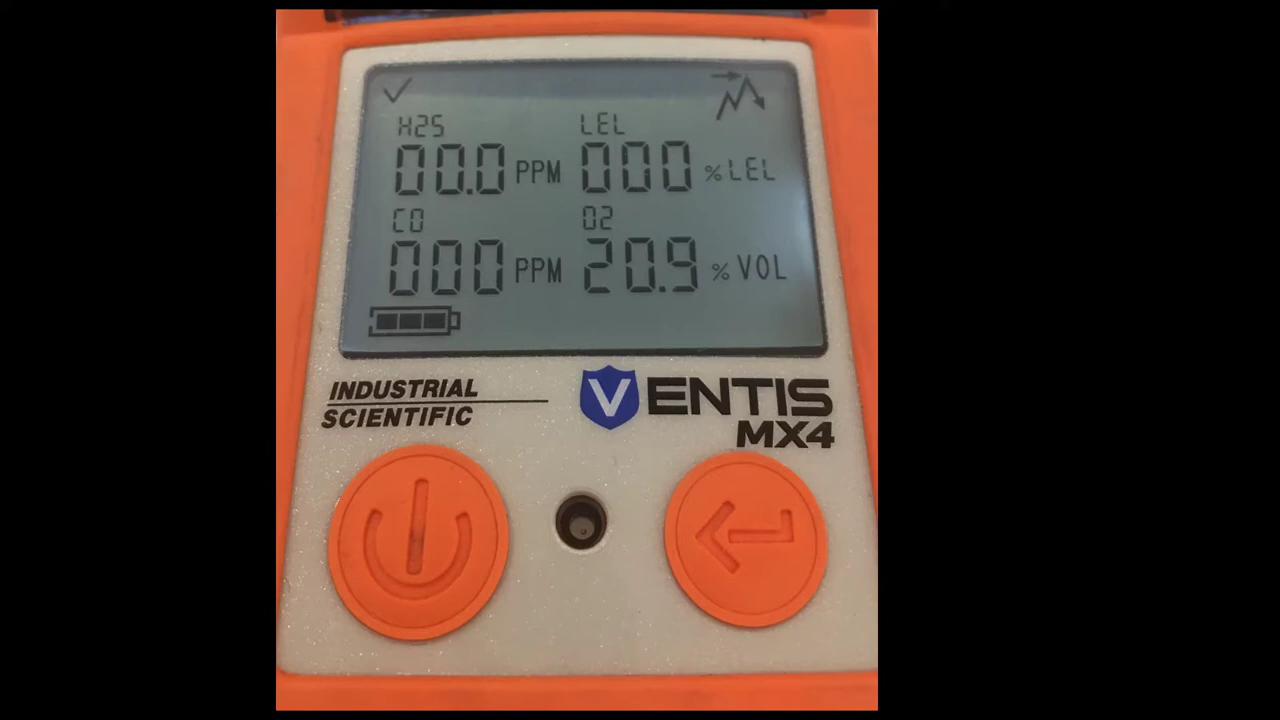 H2S LEL
00.0 PPM 000 % LEL
CO O2
000 PPM 20.9 % VOL
INDUSTRIAL
SCIENTIFIC
VENTIS
MX4